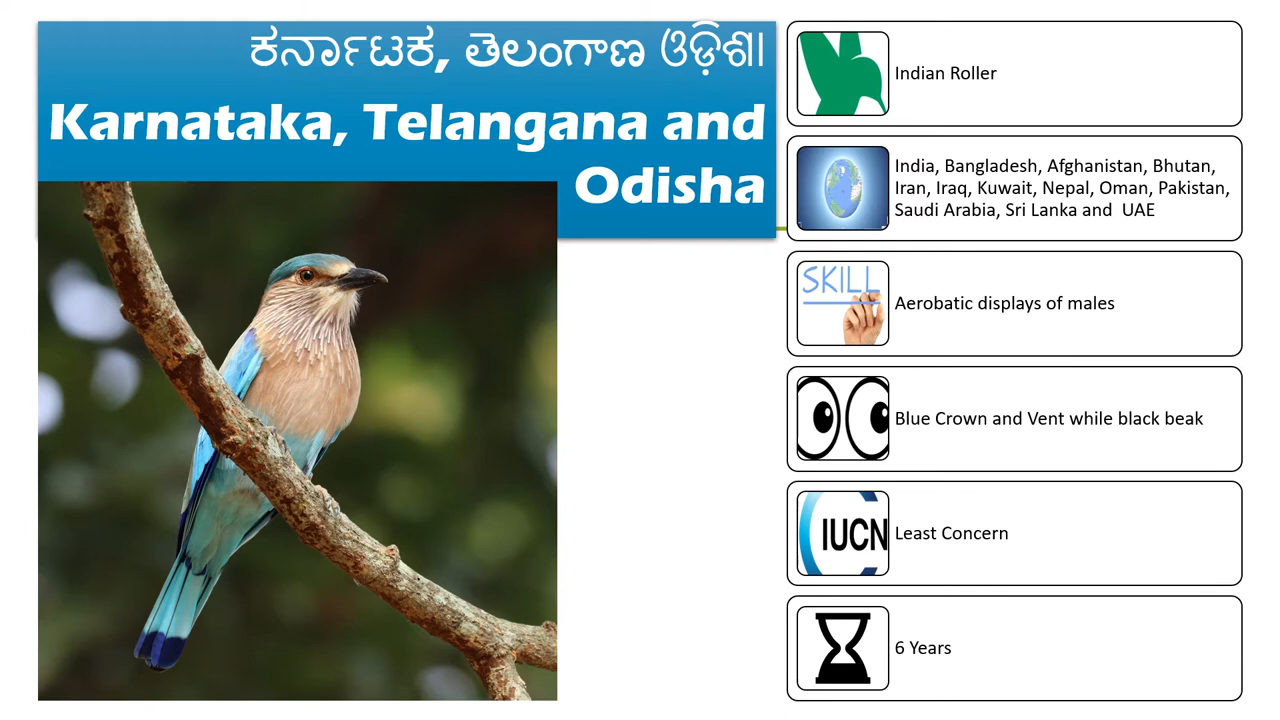 ಕರ್ನಾಟಕ, తెలంగాణ ଓଡ଼ିଶା
Karnataka, Telangana and
Odisha
Indian Roller
India, Bangladesh, Afghanistan, Bhutan,
Iran, Iraq, Kuwait, Nepal, Oman, Pakistan,
Saudi Arabia, Sri Lanka and UAE
SKILL
Aerobatic displays of males
Blue Crown and Vent while black beak
IUCN
Least Concern
6 Years